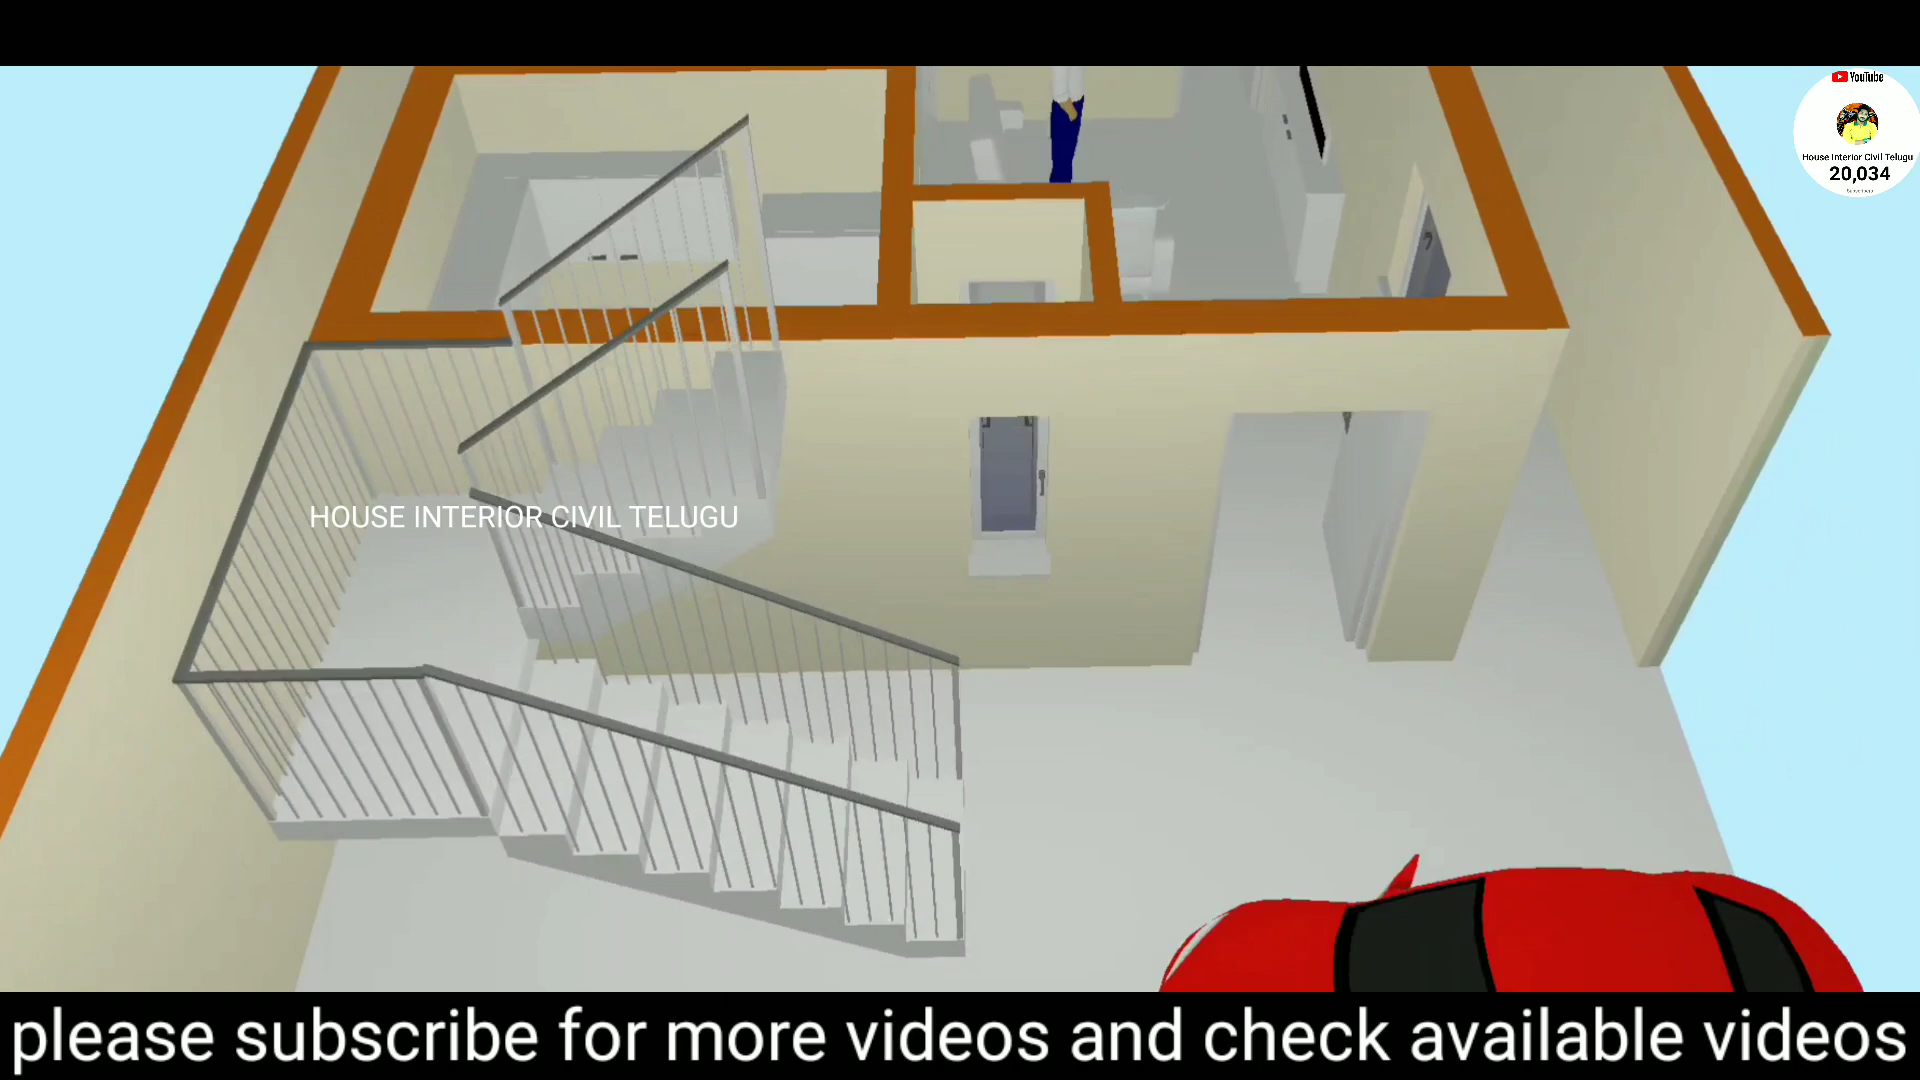 YouTube
House Interior Civil Telugu
20,034
Subscribers
HOUSE INTERIOR CIVIL TELUGU
please subscribe for more videos and check available videos